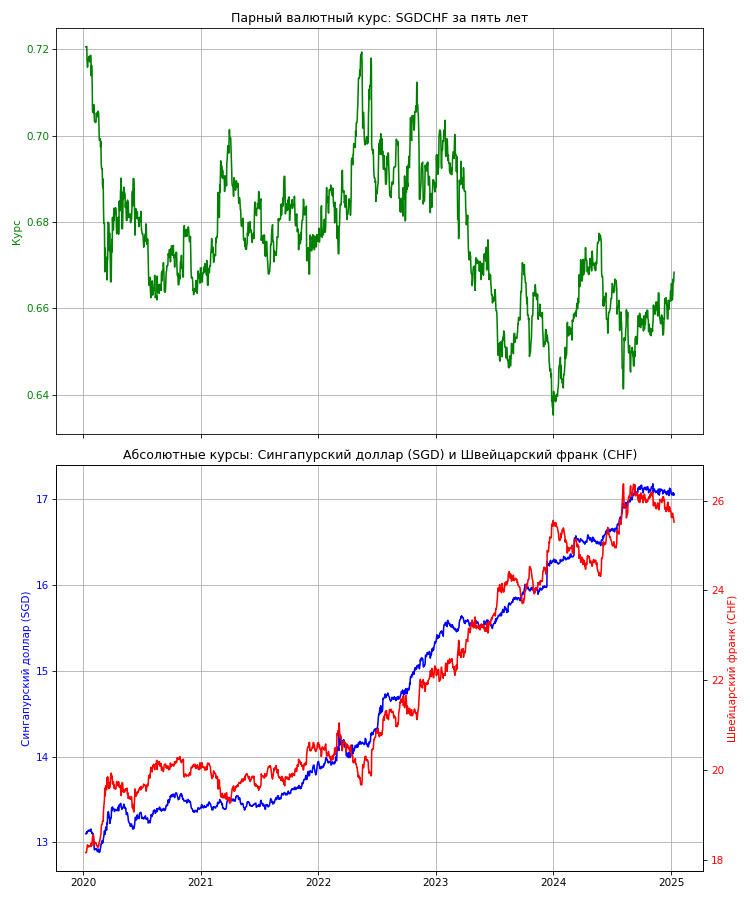 Парный валютный курс: SGDCHF за пять лет
0.72
0.70
0.68
0.66
0.64
Курс
Абсолютные курсы: Сингапурский доллар (SGD) и Швейцарский франк (CHF)
17
16
15
14
13
Сингапурский доллар (SGD)
26
24
22
20
18
Швейцарский франк (CHF)
2020 2021 2022 2023 2024 2025